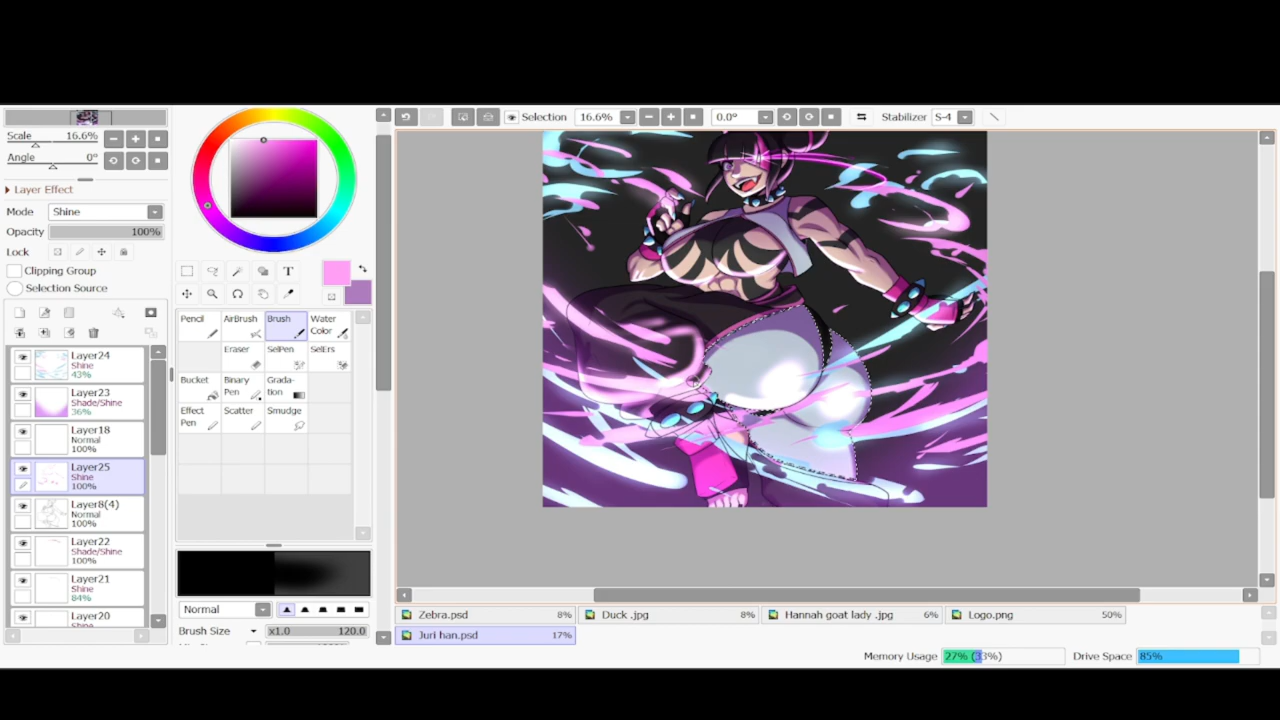 Selection 16.6% 0.0° Stabilizer S-4
Scale 16.6%
Angle 0°
Layer Effect
Mode Shine
Opacity 100%
Lock
Clipping Group
Selection Source
Layer24
Shine
43%
Layer23
Shade/Shine
36%
Layer18
Normal
100%
Layer25
Shine
100%
Layer8(4)
Normal
100%
Layer22
Shade/Shine
100%
Layer21
Shine
84%
Layer20
Shine
T
Pencil AirBrush Brush Water Color
Eraser SelPen SelErs
Bucket Binary Pen Grada-tion
Effect Pen Scatter Smudge
Normal
Brush Size x1.0 120.0
Zebra.psd 8% Duck .jpg 8% Hannah goat lady .jpg 6% Logo.png 50%
Juri han.psd 17%
Memory Usage 27% (33%) Drive Space 85%